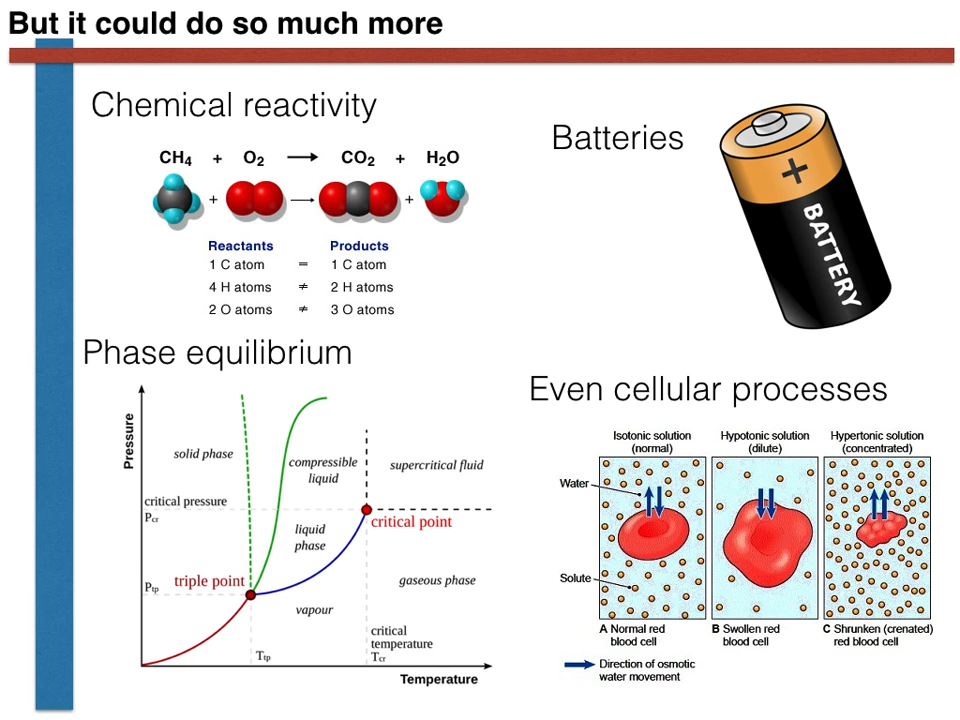 But it could do so much more
Chemical reactivity
CH4 + O2 → CO2 + H2O
+ → +
Reactants Products
1 C atom = 1 C atom
4 H atoms ≠ 2 H atoms
2 O atoms ≠ 3 O atoms
Batteries
+
BATTERY
Phase equilibrium
Pressure
solid phase
compressible
liquid
supercritical fluid
critical pressure
Pcr
critical point
liquid
phase
triple point
Ptp
gaseous phase
vapour
critical
temperature
Ttp
Tcr
Temperature
Even cellular processes
Isotonic solution
(normal)
Hypotonic solution
(dilute)
Hypertonic solution
(concentrated)
Water
Solute
A Normal red
blood cell
B Swollen red
blood cell
C Shrunken (crenated)
red blood cell
Direction of osmotic
water movement